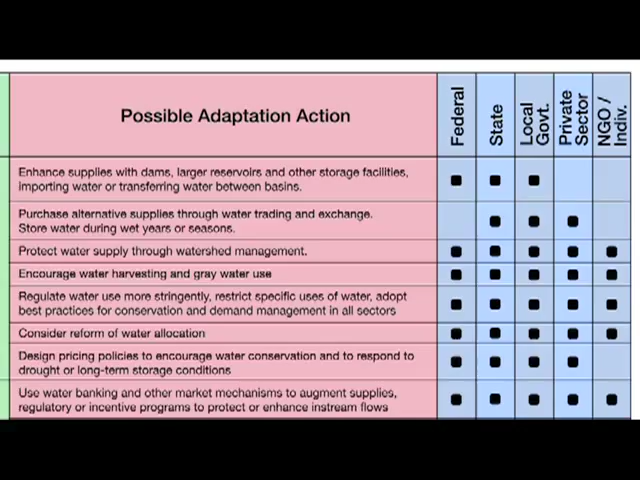 Possible Adaptation Action
Federal
State
Local
Govt.
Private
Sector
NGO /
Indiv.
Enhance supplies with dams, larger reservoirs and other storage facilities,
importing water or transferring water between basins.
Purchase alternative supplies through water trading and exchange.
Store water during wet years or seasons.
Protect water supply through watershed management.
Encourage water harvesting and gray water use
Regulate water use more stringently, restrict specific uses of water, adopt
best practices for conservation and demand management in all sectors
Consider reform of water allocation
Design pricing policies to encourage water conservation and to respond to
drought or long-term storage conditions
Use water banking and other market mechanisms to augment supplies,
regulatory or incentive programs to protect or enhance instream flows